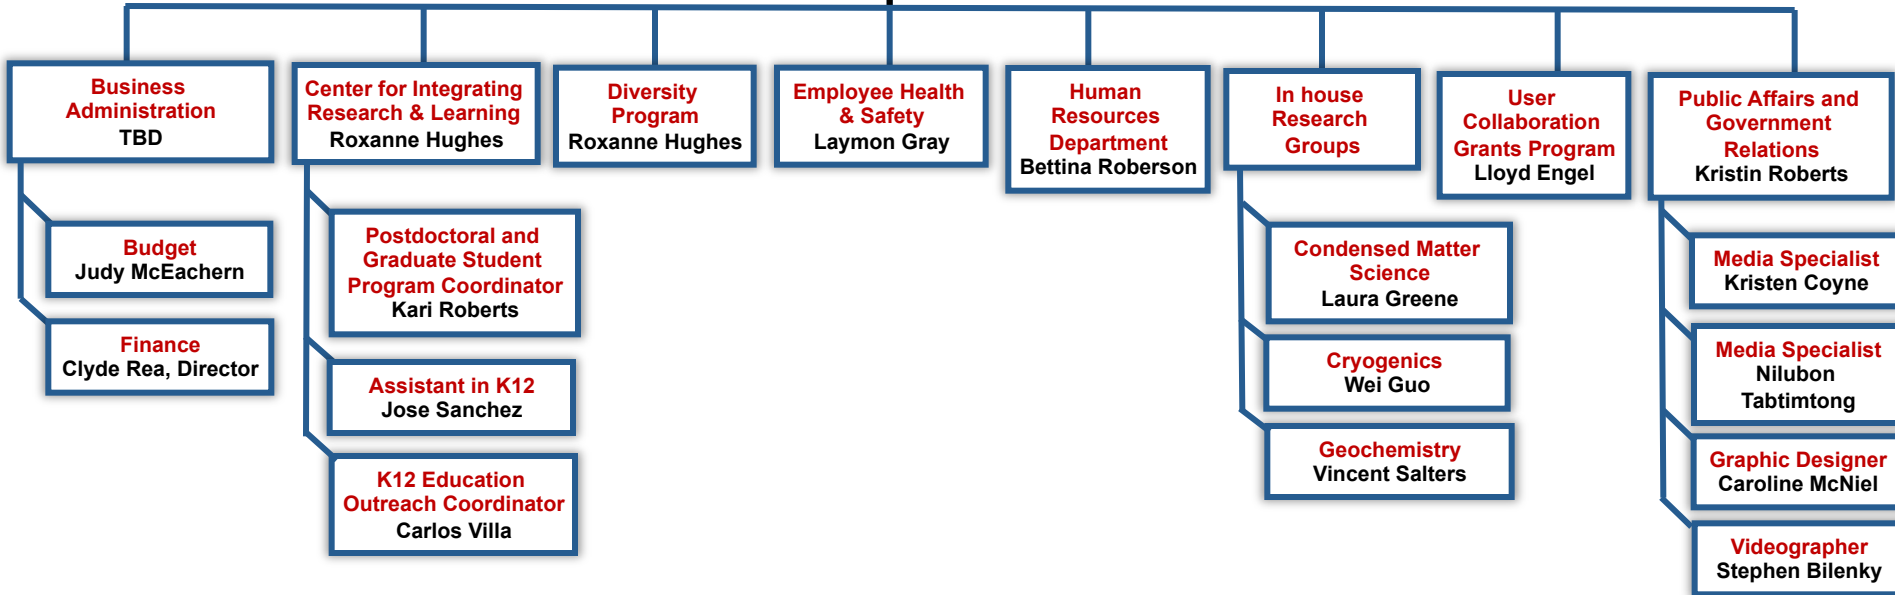 Business
Administration
TBD
Budget
Judy McEachern
Finance
Clyde Rea, Director
Center for Integrating
Research & Learning
Roxanne Hughes
Postdoctoral and
Graduate Student
Program Coordinator
Kari Roberts
Assistant in K12
Jose Sanchez
K12 Education
Outreach Coordinator
Carlos Villa
Diversity
Program
Roxanne Hughes
Employee Health
& Safety
Laymon Gray
Human
Resources
Department
Bettina Roberson
In house
Research
Groups
Condensed Matter
Science
Laura Greene
Cryogenics
Wei Guo
Geochemistry
Vincent Salters
User
Collaboration
Grants Program
Lloyd Engel
Public Affairs and
Government
Relations
Kristin Roberts
Media Specialist
Kristen Coyne
Media Specialist
Nilubon
Tabtimtong
Graphic Designer
Caroline McNiel
Videographer
Stephen Bilenky